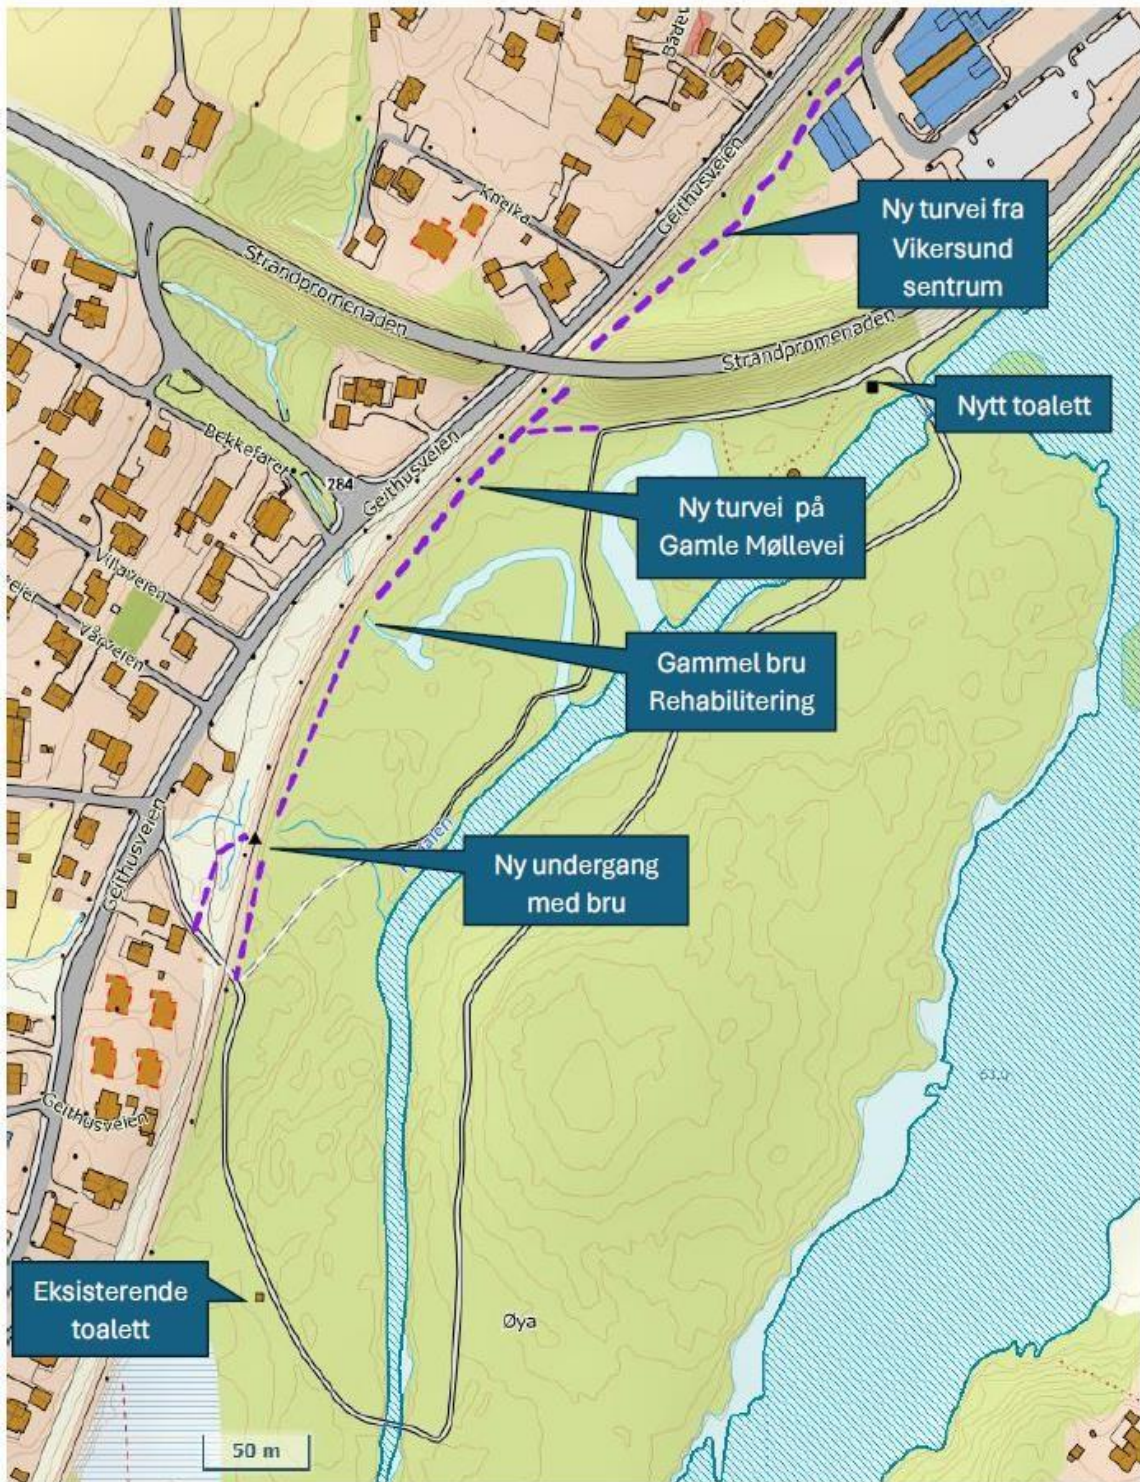 Bådev
Geithusveien
Kneika
Ny turvei fra
Vikersund
sentrum
Strandpromenaden
Strandpromenaden
Nytt toalett
Bekkefaret
284
Geithusveien
Ny turvei på
Gamle Møllevei
Villaveien
Vårveien
Gammel bru
Rehabilitering
Geithusveien
Ny undergang
med bru
Geithusveien
Eksisterende
toalett
Øya
50 m